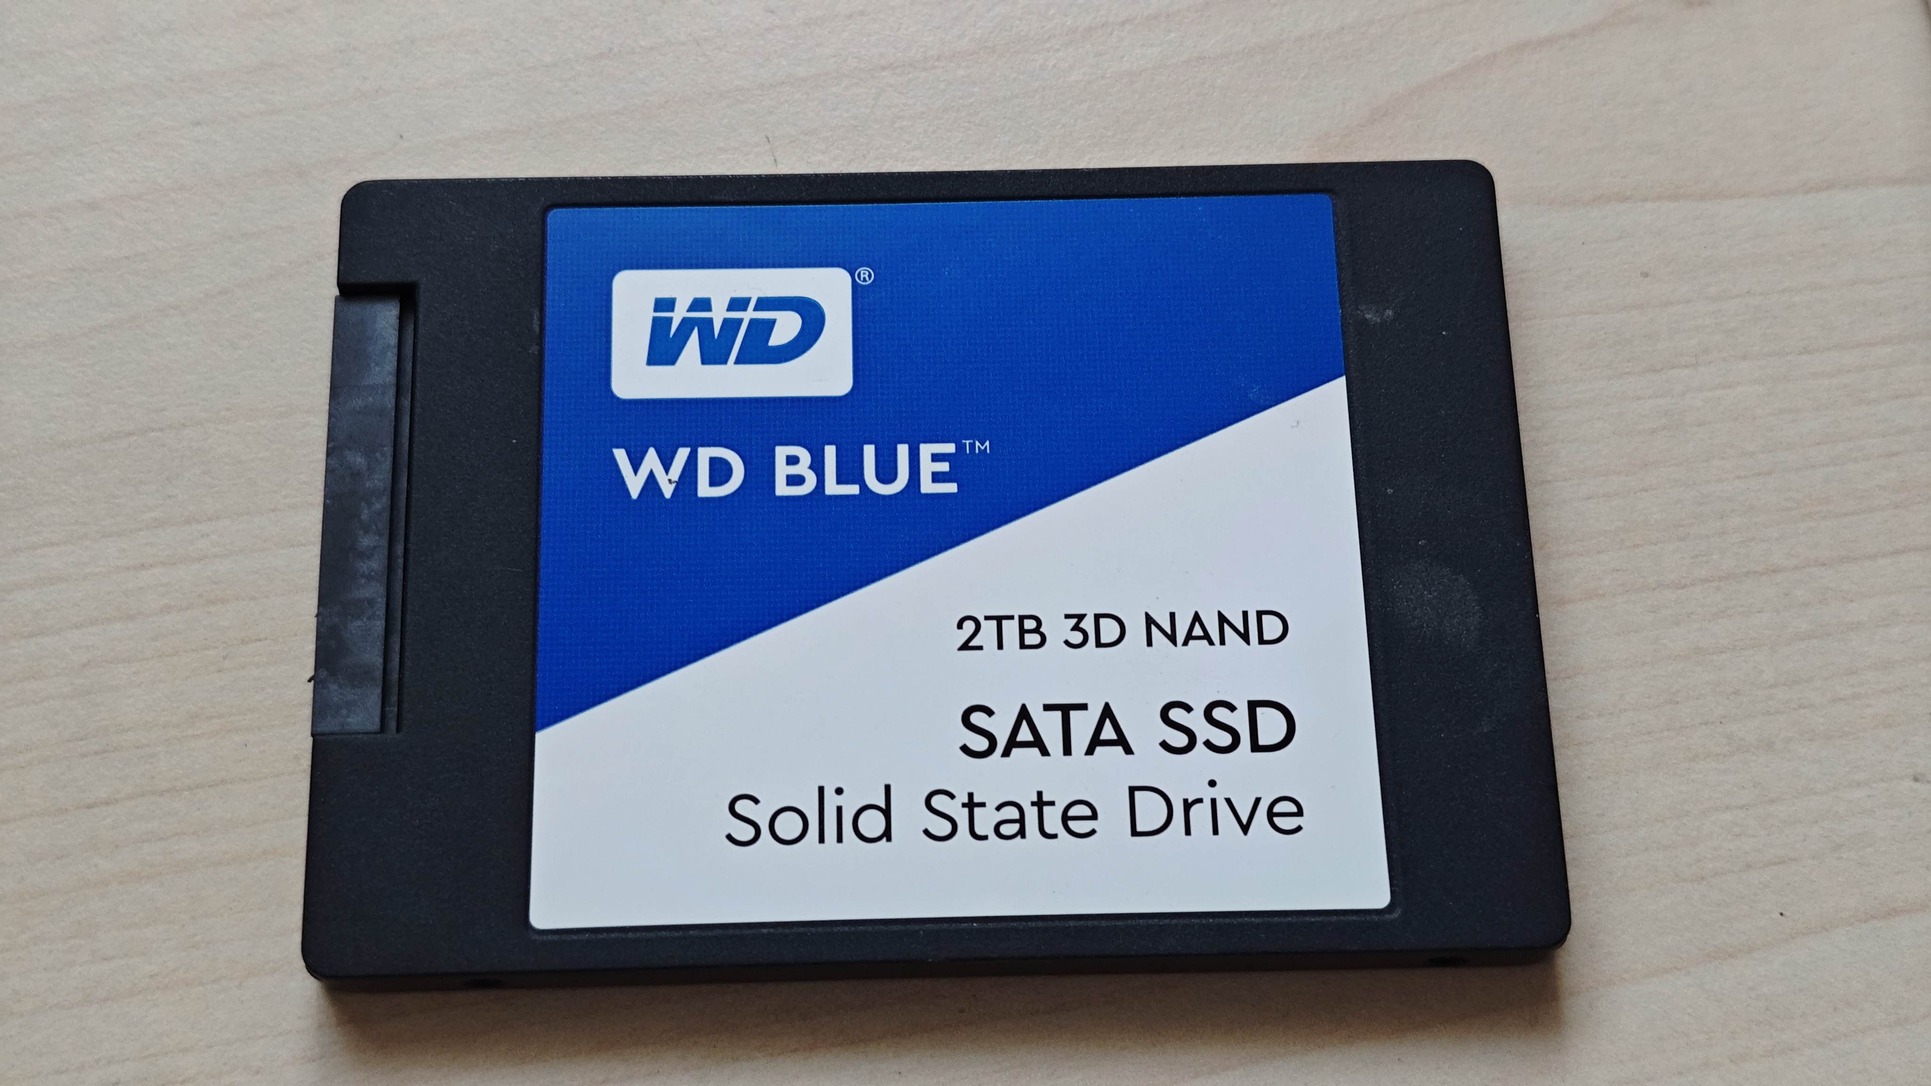 WD®
WD BLUE™
2TB 3D NAND
SATA SSD
Solid State Drive